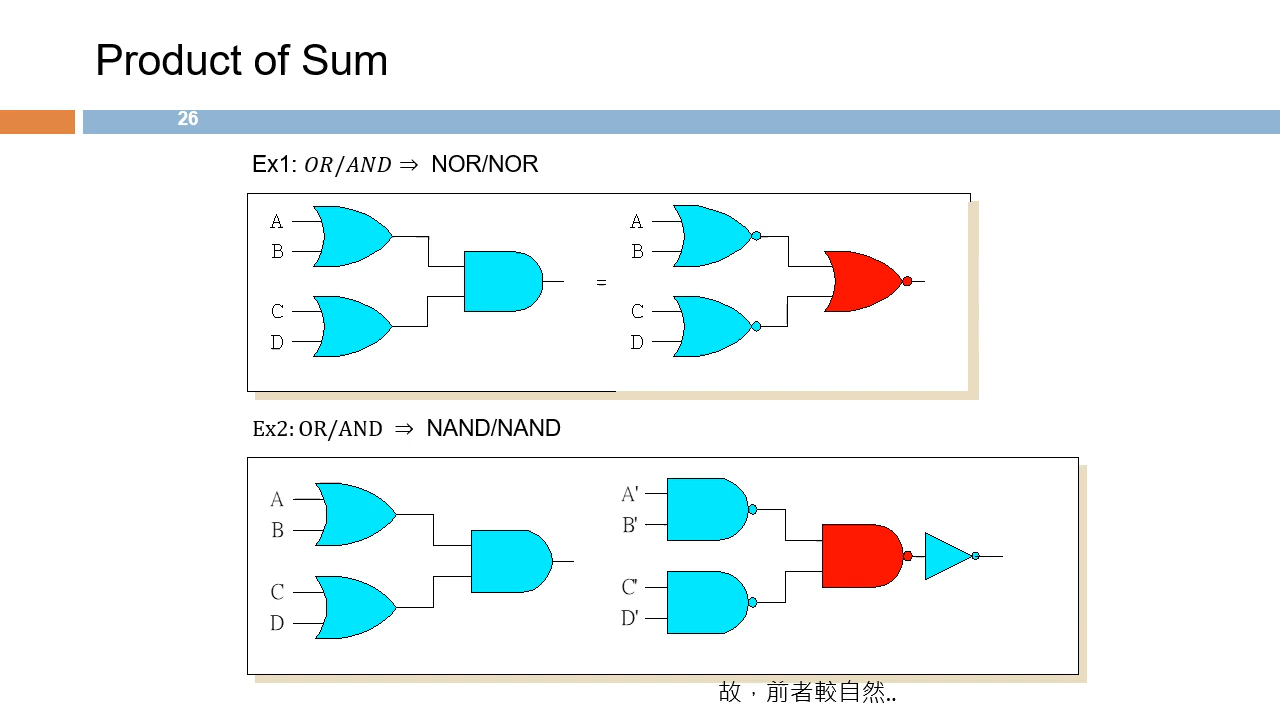 Product of Sum
26
Ex1: OR/AND ⇒ NOR/NOR
A
B
C
D
=
A
B
C
D
Ex2: OR/AND ⇒ NAND/NAND
A
B
C
D
A'
B'
C'
D'
故，前者較自然..